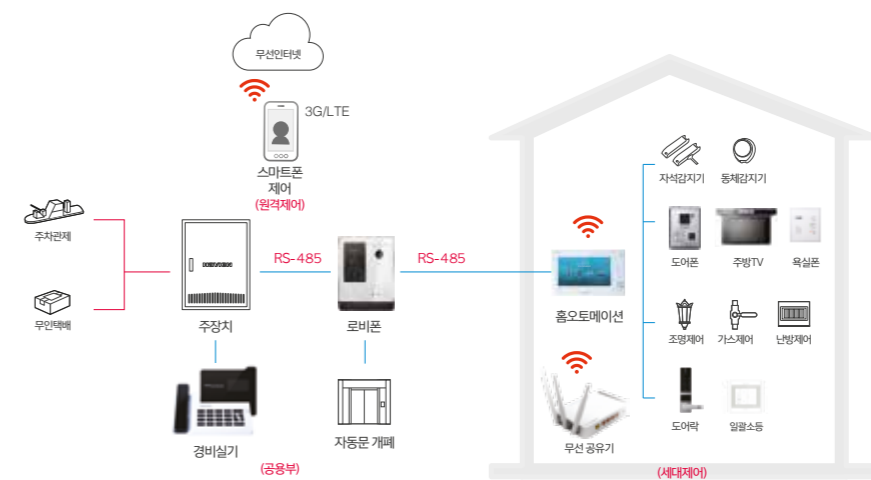 무선인터넷
3G/LTE
스마트폰
제어
(원격제어)
주차관제
무인택배
주장치
RS-485
로비폰
RS-485
경비실기
자동문 개폐
(공용부)
홈오토메이션
무선 공유기
자석감지기
동체감지기
도어폰
주방TV
욕실폰
조명제어
가스제어
난방제어
도어락
일괄소등
(세대제어)